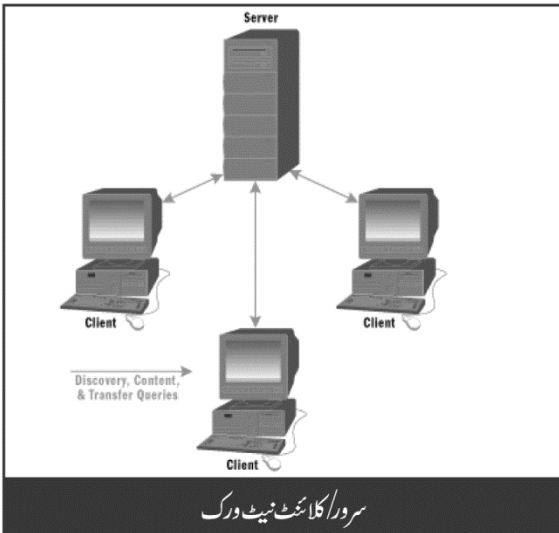 Server
Client
Client
Discovery, Content,
& Transfer Queries
Client
سرور/کلائنٹ نیٹ ورک